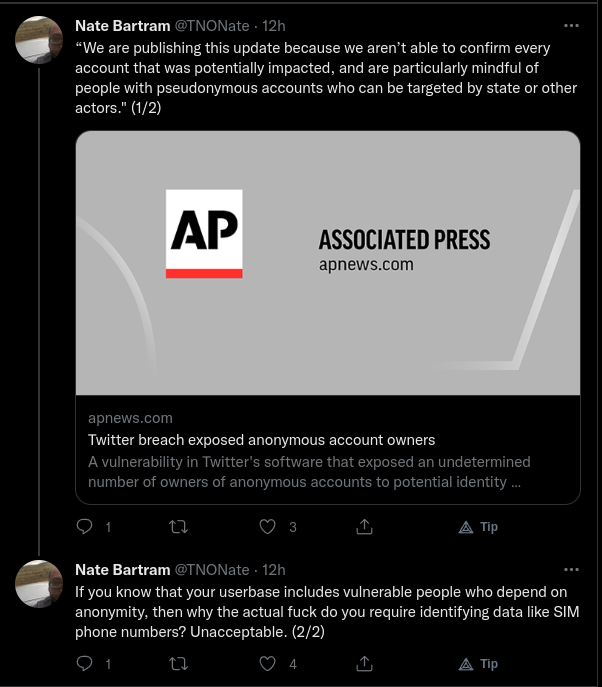 Nate Bartram @TNONate · 12h
“We are publishing this update because we aren’t able to confirm every
account that was potentially impacted, and are particularly mindful of
people with pseudonymous accounts who can be targeted by state or other
actors." (1/2)
AP
ASSOCIATED PRESS
apnews.com
apnews.com
Twitter breach exposed anonymous account owners
A vulnerability in Twitter's software that exposed an undetermined
number of owners of anonymous accounts to potential identity ...
1 3 Tip
Nate Bartram @TNONate · 12h
If you know that your userbase includes vulnerable people who depend on
anonymity, then why the actual fuck do you require identifying data like SIM
phone numbers? Unacceptable. (2/2)
1 4 Tip